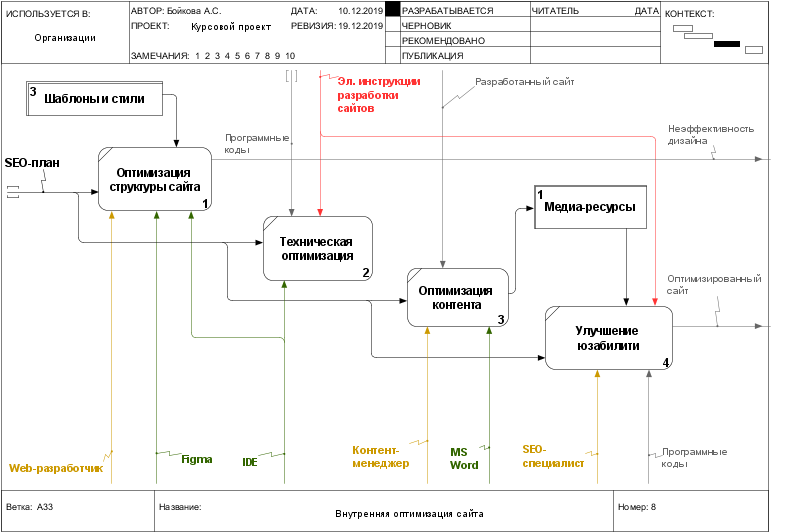 ИСПОЛЬЗУЕТСЯ В:
Организации
АВТОР: Бойкова А.С.
ДАТА: 10.12.2019
ПРОЕКТ: Курсовой проект
РЕВИЗИЯ: 19.12.2019
ЗАМЕЧАНИЯ: 1 2 3 4 5 6 7 8 9 10
РАЗРАБАТЫВАЕТСЯ
ЧЕРНОВИК
РЕКОМЕНДОВАНО
ПУБЛИКАЦИЯ
ЧИТАТЕЛЬ
ДАТА
КОНТЕКСТ:
3
Шаблоны и стили
Эл. инструкции
разработки
сайтов
Разработанный сайт
Программные
коды
Неэффективность
дизайна
SEO-план
Оптимизация
структуры сайта
1
Техническая
оптимизация
2
1
Медиа-ресурсы
Оптимизация
контента
3
Оптимизированный
сайт
Улучшение
юзабилити
4
Web-разработчик
Figma
IDE
Контент-
менеджер
MS
Word
SEO-
специалист
Программные
коды
Ветка: A33
Название:
Внутренняя оптимизация сайта
Номер: 8